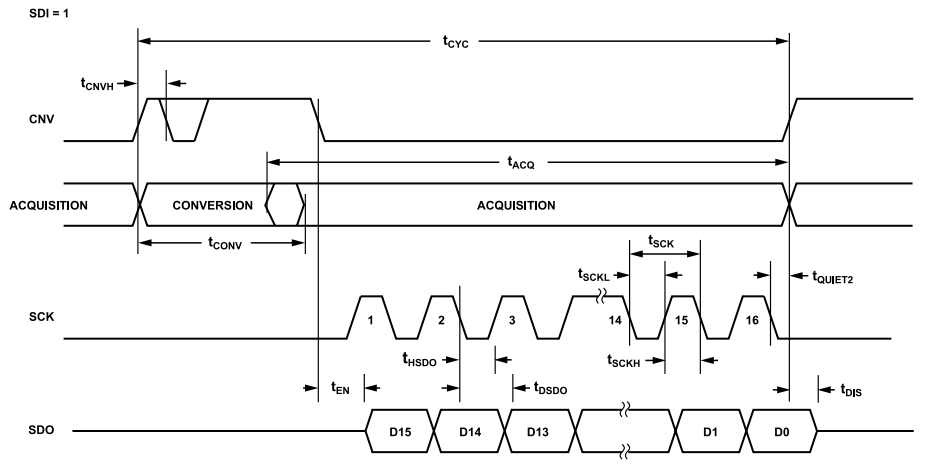 SDI = 1
tCYC
tCNVH
CNV
tACQ
ACQUISITION CONVERSION ACQUISITION
tCONV
tSCK
tSCKL
tQUIET2
SCK
1 2 3 14 15 16
tHSDO
tSCKH
tEN
tDSDO
tDIS
SDO
D15 D14 D13 D1 D0